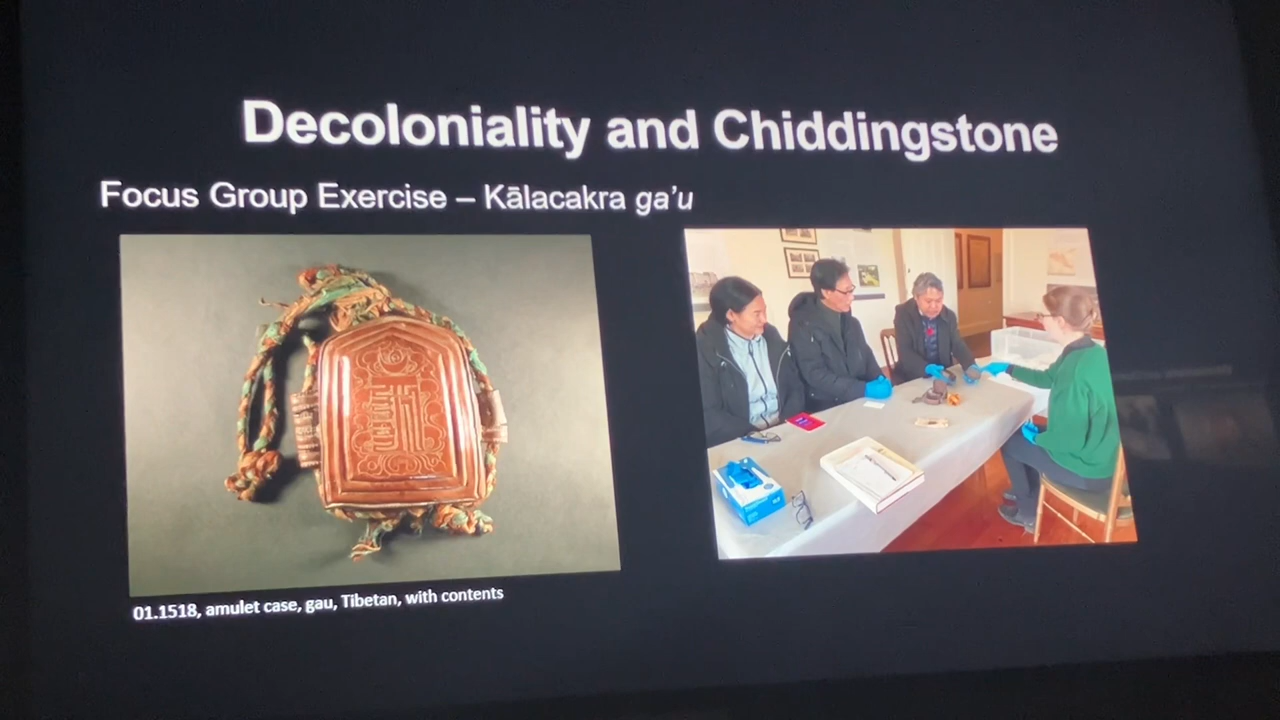 Decoloniality and Chiddingstone
Focus Group Exercise – Kālacakra ga’u
01.1518, amulet case, gau, Tibetan, with contents